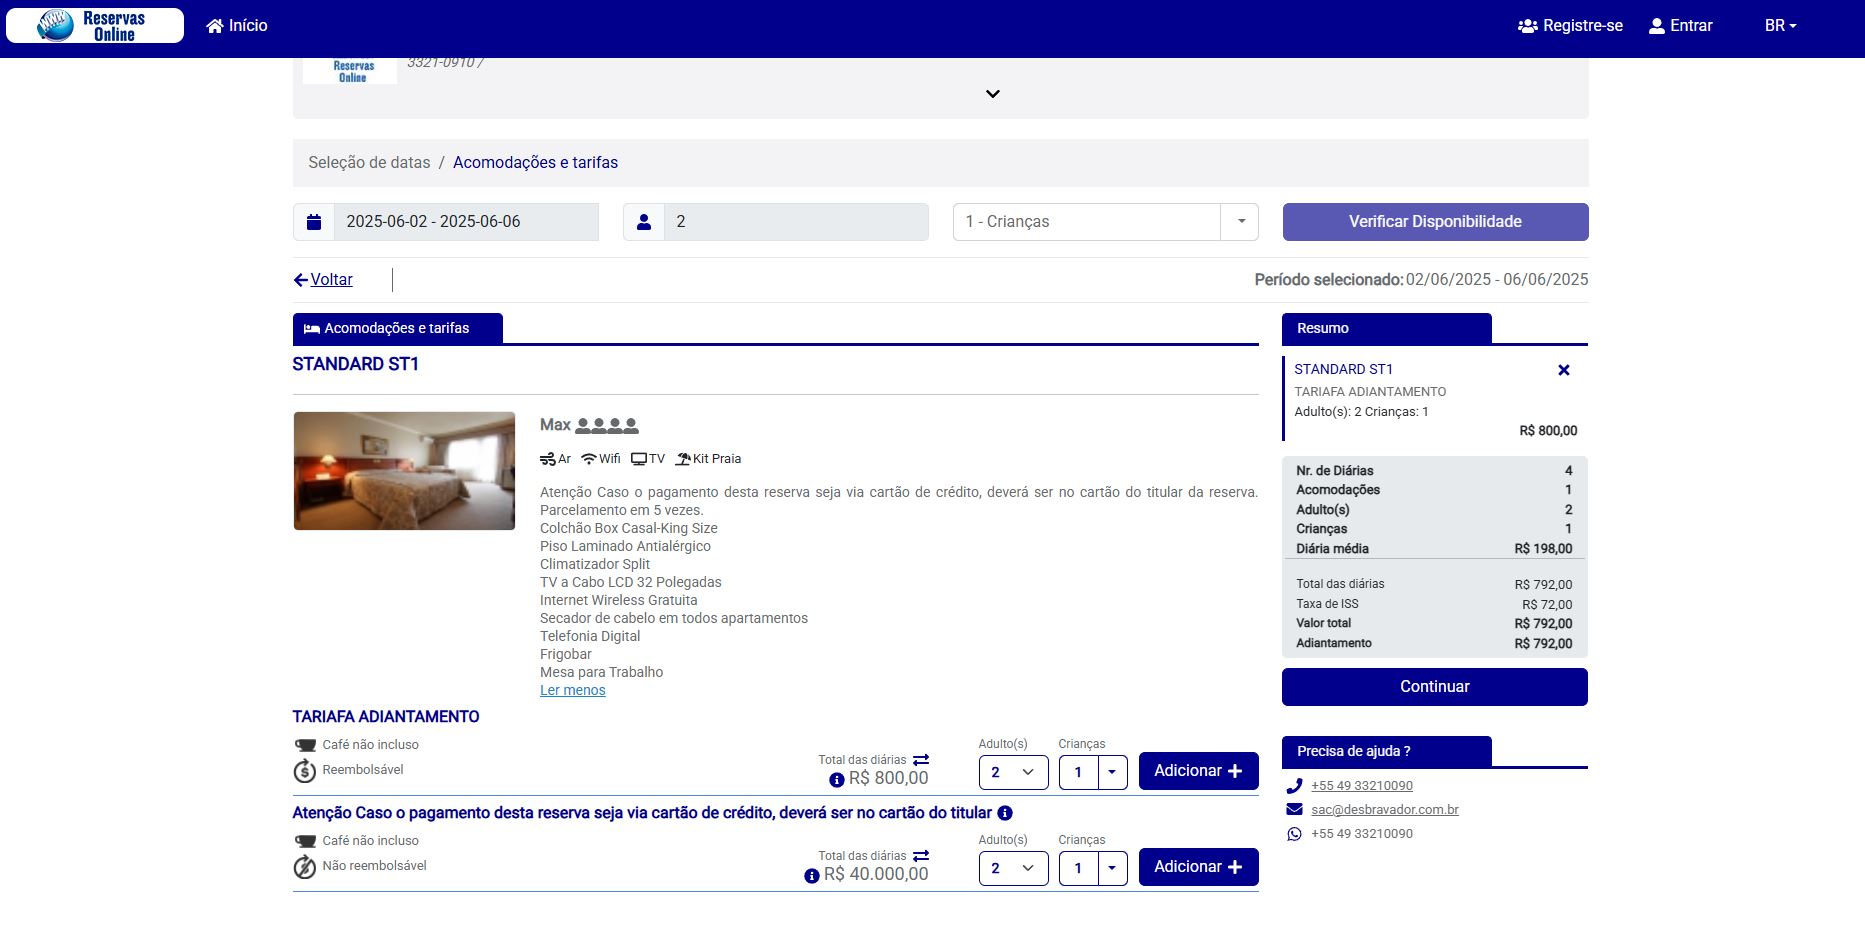 Reservas
Online
Início
Registre-se
Entrar
BR
Reservas
Online
3321-0910 /
Seleção de datas / Acomodações e tarifas
2025-06-02 - 2025-06-06
2
1 - Crianças
Verificar Disponibilidade
Voltar
Período selecionado: 02/06/2025 - 06/06/2025
Acomodações e tarifas
STANDARD ST1
Max
Ar Wifi TV Kit Praia
Atenção Caso o pagamento desta reserva seja via cartão de crédito, deverá ser no cartão do titular da reserva.
Parcelamento em 5 vezes.
Colchão Box Casal-King Size
Piso Laminado Antialérgico
Climatizador Split
TV a Cabo LCD 32 Polegadas
Internet Wireless Gratuita
Secador de cabelo em todos apartamentos
Telefonia Digital
Frigobar
Mesa para Trabalho
Ler menos
TARIAFA ADIANTAMENTO
Café não incluso
Reembolsável
Total das diárias
R$ 800,00
Adulto(s)
2
Crianças
1
Adicionar
Atenção Caso o pagamento desta reserva seja via cartão de crédito, deverá ser no cartão do titular
Café não incluso
Não reembolsável
Total das diárias
R$ 40.000,00
Adulto(s)
2
Crianças
1
Adicionar
Resumo
STANDARD ST1
TARIAFA ADIANTAMENTO
Adulto(s): 2 Crianças: 1
R$ 800,00
Nr. de Diárias 4
Acomodações 1
Adulto(s) 2
Crianças 1
Diária média R$ 198,00
Total das diárias R$ 792,00
Taxa de ISS R$ 72,00
Valor total R$ 792,00
Adiantamento R$ 792,00
Continuar
Precisa de ajuda ?
+55 49 33210090
sac@desbravador.com.br
+55 49 33210090